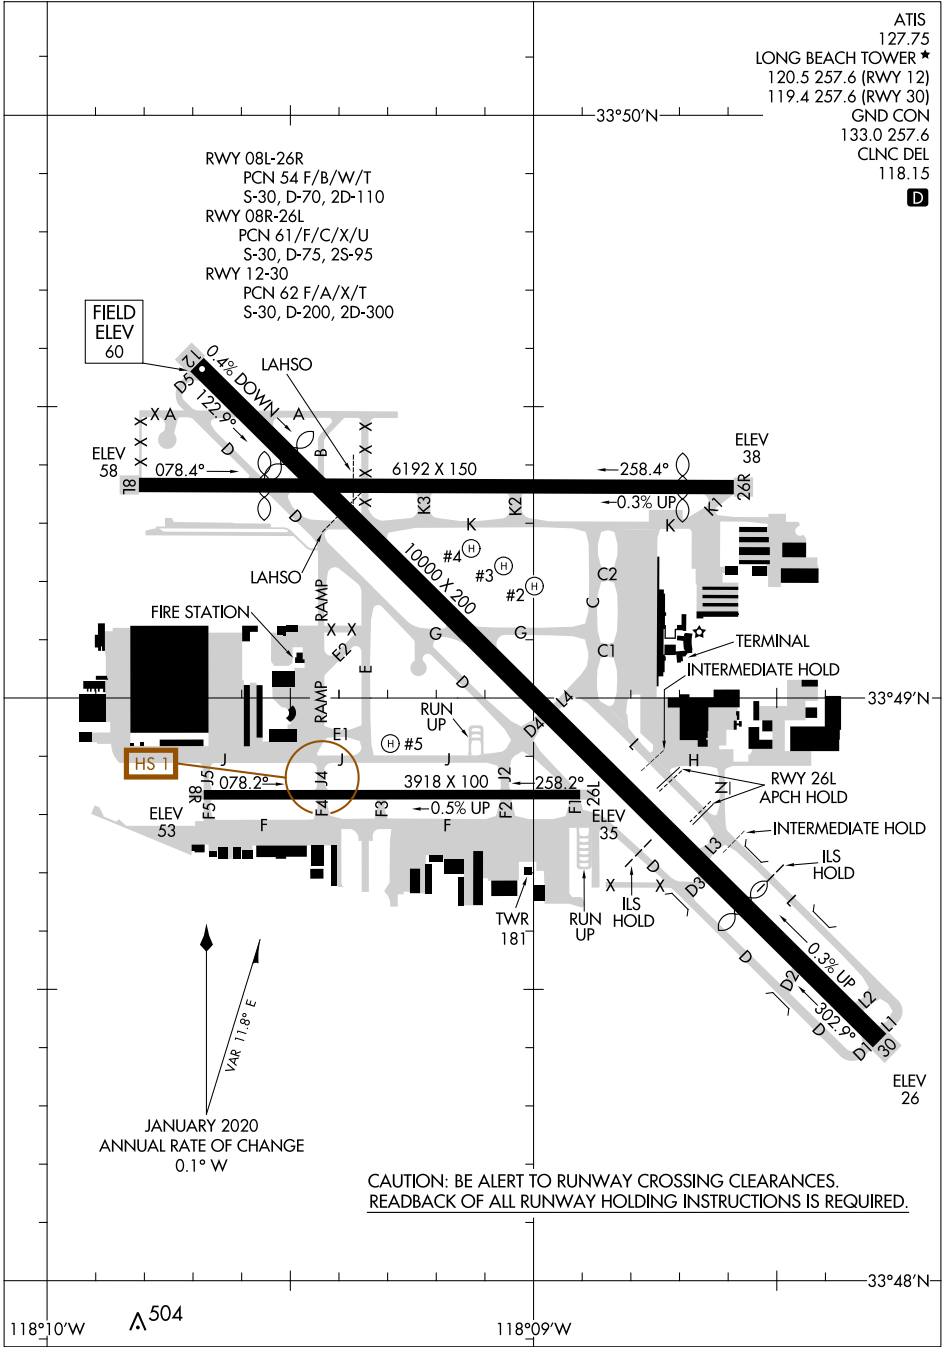 ATIS
127.75
LONG BEACH TOWER ★
120.5 257.6 (RWY 12)
119.4 257.6 (RWY 30)
GND CON
133.0 257.6
CLNC DEL
118.15
D
33°50'N
RWY 08L-26R
PCN 54 F/B/W/T
S-30, D-70, 2D-110
RWY 08R-26L
PCN 61/F/C/X/U
S-30, D-75, 2S-95
RWY 12-30
PCN 62 F/A/X/T
S-30, D-200, 2D-300
FIELD
ELEV
60
12
0.4% DOWN
LAHSO
D5
122.9°
X A
A
X
X
X
X
X
X
X
B
D
ELEV
58
078.4°
6192 X 150
258.4°
ELEV
38
8L
26R
0.3% UP
K3
K2
K1
D
K
K
#4 H
#3 H
#2 H
10000 X 200
LAHSO
RAMP
C2
C
C1
FIRE STATION
X X
E2
E
G
G
TERMINAL
INTERMEDIATE HOLD
D
33°49'N
RAMP
L4
RUN
UP
D4
E1
H #5
L
HS 1
J
J
J
H
J5
078.2°
J4
3918 X 100
J2
258.2°
N
RWY 26L
APCH HOLD
8R
26L
F5
F4
F3
0.5% UP
F2
F1
ELEV
53
F
F
ELEV
35
INTERMEDIATE HOLD
L3
D
ILS
HOLD
X
X
D3
L
TWR
181
RUN
UP
ILS
HOLD
0.3% UP
D
D2
302.9°
L2
L1
D
D1
30
ELEV
26
VAR 11.8° E
JANUARY 2020
ANNUAL RATE OF CHANGE
0.1° W
CAUTION: BE ALERT TO RUNWAY CROSSING CLEARANCES.
READBACK OF ALL RUNWAY HOLDING INSTRUCTIONS IS REQUIRED.
33°48'N
504
118°10'W
118°09'W